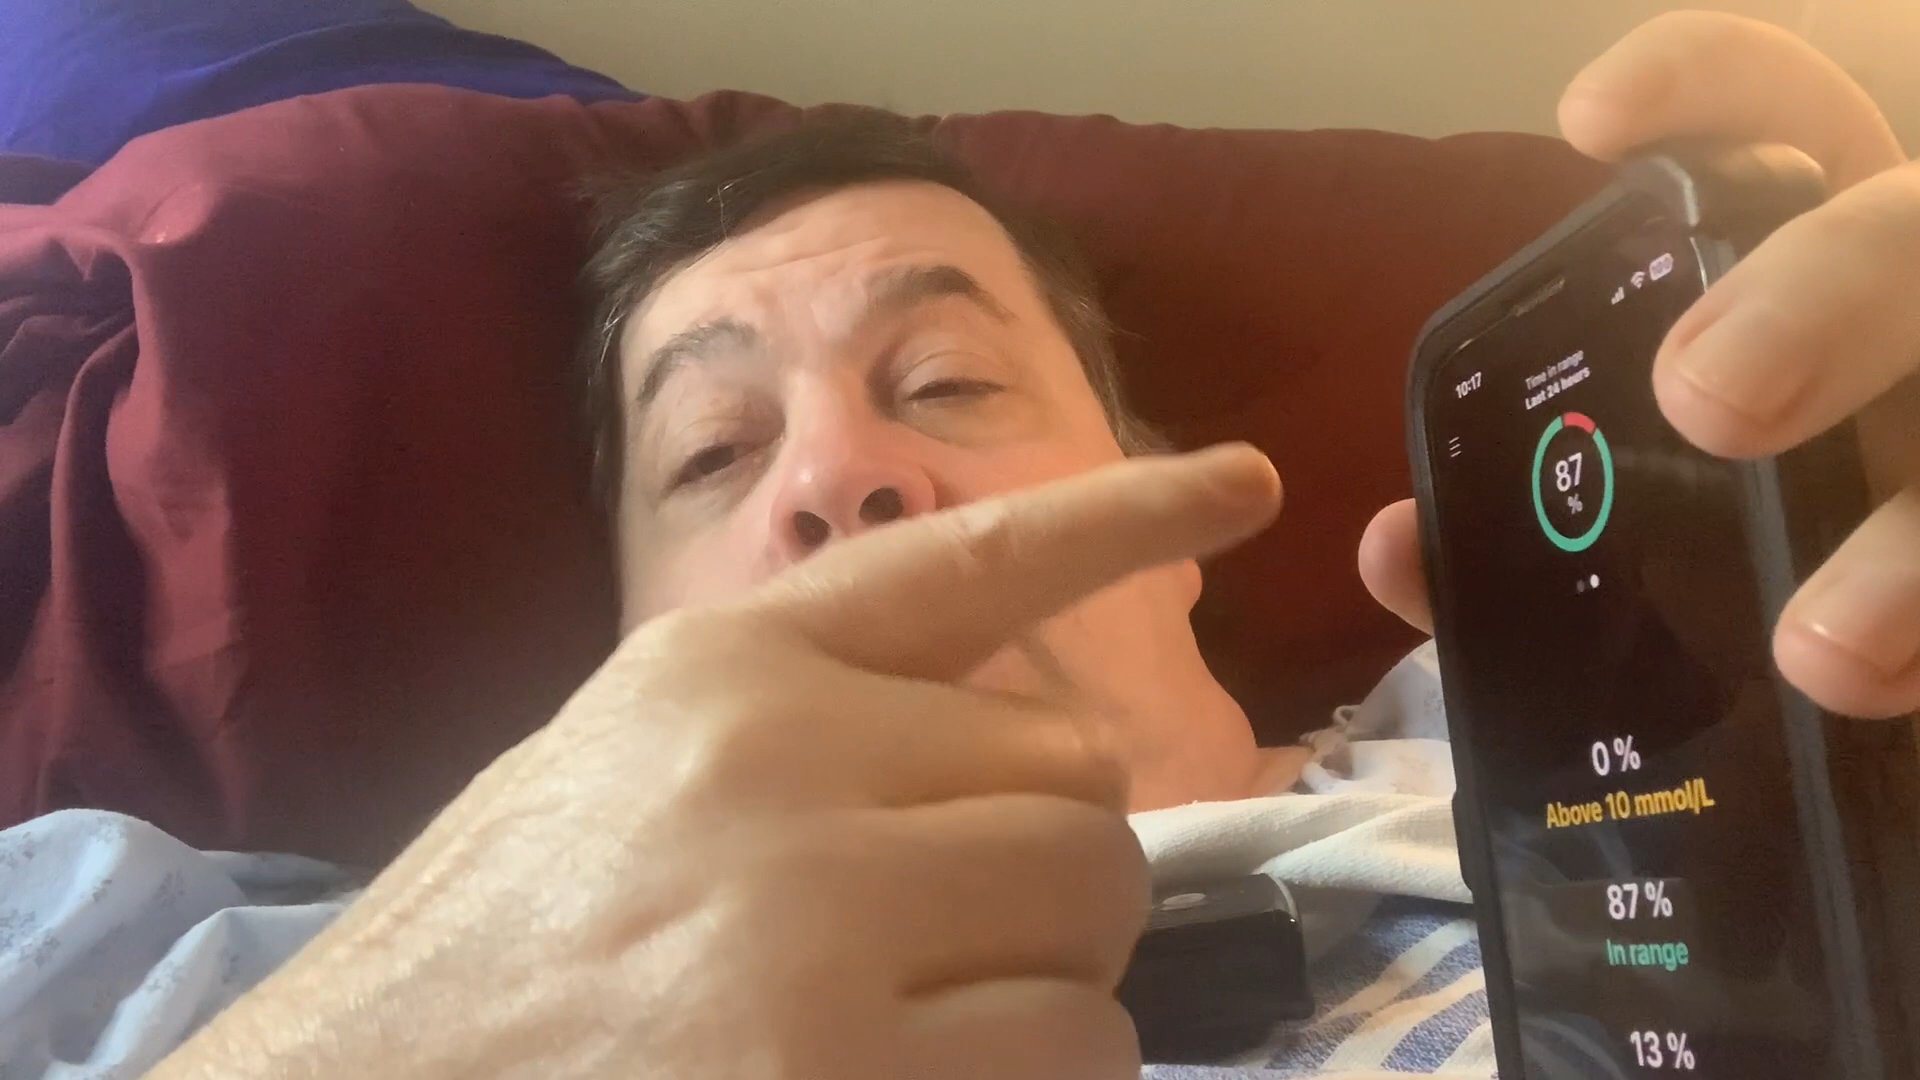 10:17
Time in range
Last 24 hours
87
%
0 %
Above 10 mmol/L
87 %
In range
13 %